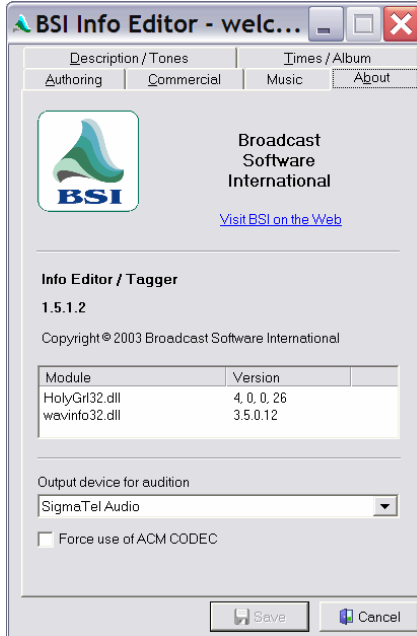 BSI Info Editor - welc...
Description / Tones
Times / Album
Authoring
Commercial
Music
About
BSI
Broadcast
Software
International
Visit BSI on the Web
Info Editor / Tagger
1.5.1.2
Copyright © 2003 Broadcast Software International
Module Version
HolyGrl32.dll 4, 0, 0, 26
wavinfo32.dll 3.5.0.12
Output device for audition
SigmaTel Audio
Force use of ACM CODEC
Save
Cancel